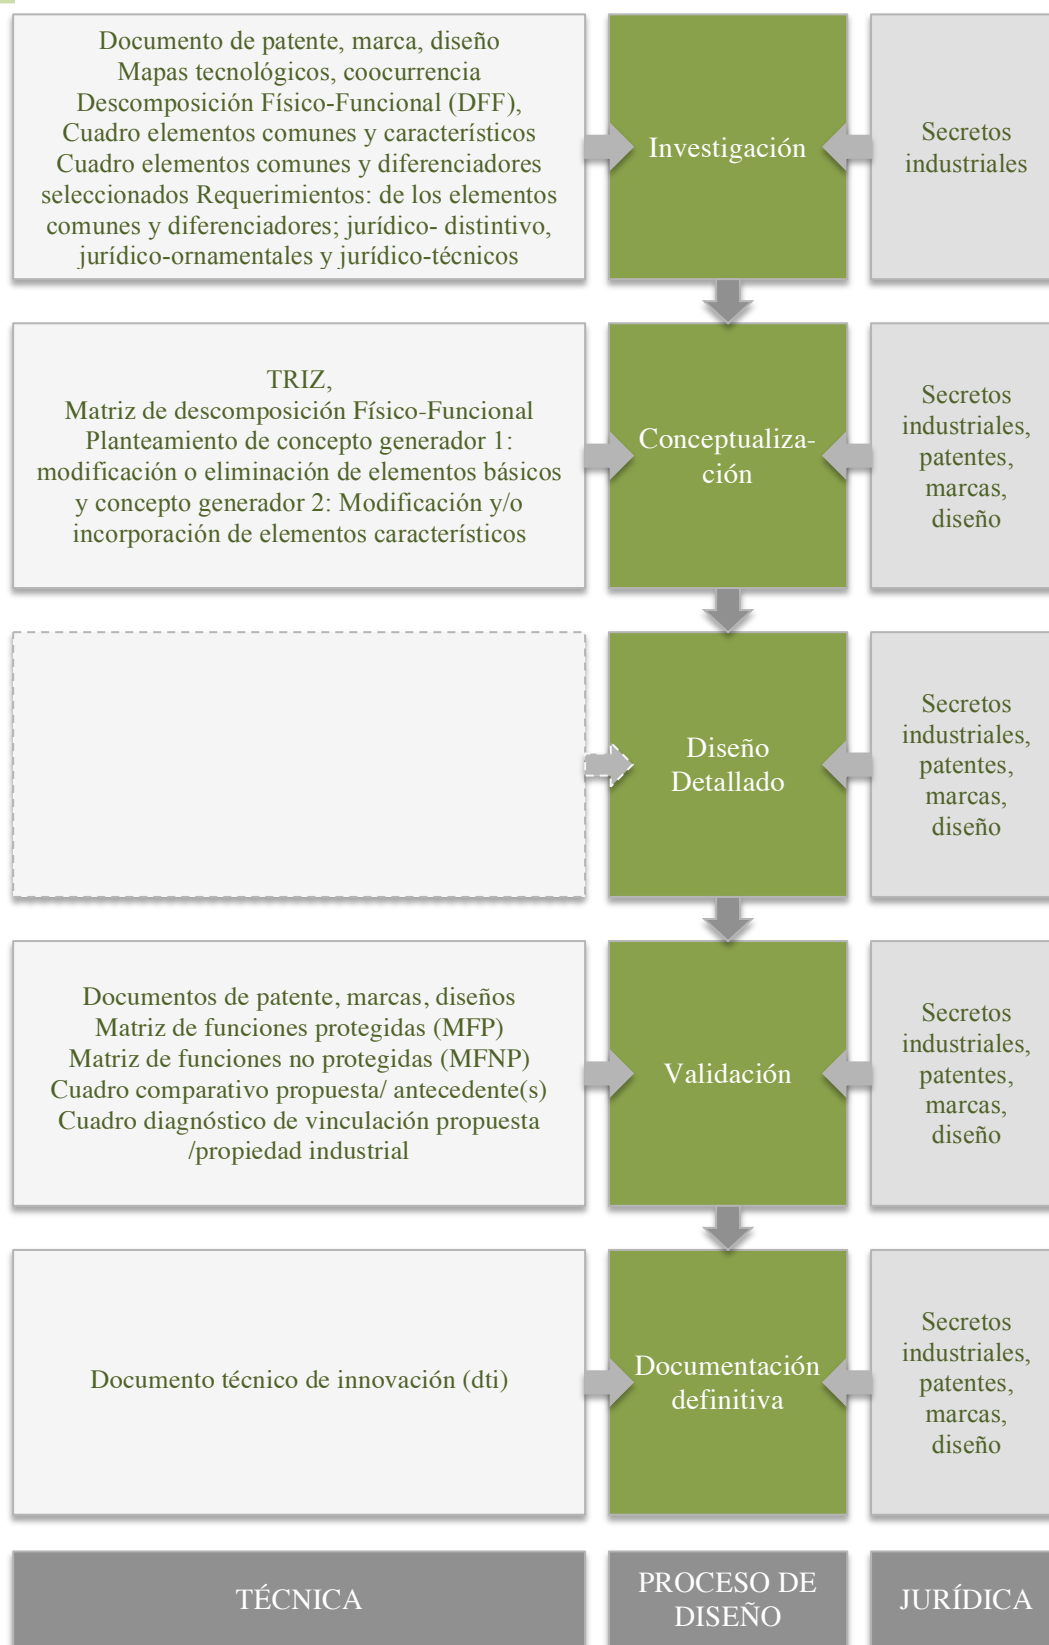 Documento de patente, marca, diseño
Mapas tecnológicos, coocurrencia
Descomposición Físico-Funcional (DFF),
Cuadro elementos comunes y característicos
Cuadro elementos comunes y diferenciadores
seleccionados Requerimientos: de los elementos
comunes y diferenciadores; jurídico- distintivo,
jurídico-ornamentales y jurídico-técnicos
Investigación
Secretos
industriales
TRIZ,
Matriz de descomposición Físico-Funcional
Planteamiento de concepto generador 1:
modificación o eliminación de elementos básicos
y concepto generador 2: Modificación y/o
incorporación de elementos característicos
Conceptualiza-
ción
Secretos
industriales,
patentes,
marcas,
diseño
Diseño
Detallado
Secretos
industriales,
patentes,
marcas,
diseño
Documentos de patente, marcas, diseños
Matriz de funciones protegidas (MFP)
Matriz de funciones no protegidas (MFNP)
Cuadro comparativo propuesta/ antecedente(s)
Cuadro diagnóstico de vinculación propuesta
/propiedad industrial
Validación
Secretos
industriales,
patentes,
marcas,
diseño
Documento técnico de innovación (dti)
Documentación
definitiva
Secretos
industriales,
patentes,
marcas,
diseño
TÉCNICA
PROCESO DE
DISEÑO
JURÍDICA